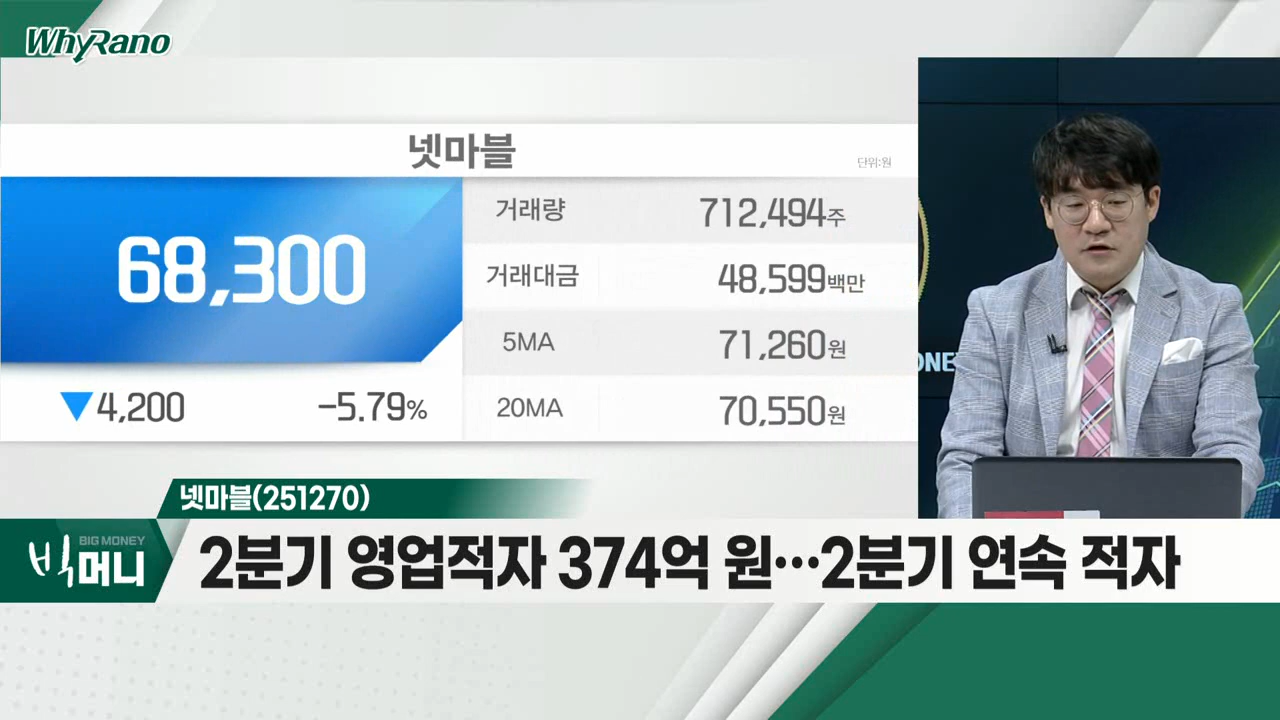 WhyRano
넷마블
단위:원
68,300
▼4,200 -5.79%
거래량 712,494주
거래대금 48,599백만
5MA 71,260원
20MA 70,550원
ONE
넷마블(251270)
BIG MONEY
빅머니
2분기 영업적자 374억 원…2분기 연속 적자